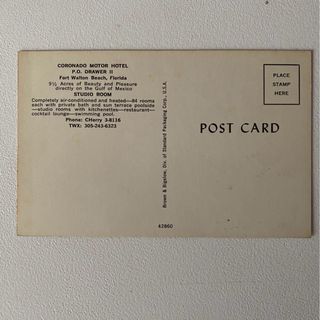 CORONADO MOTOR HOTEL
P.O. DRAWER II
Fort Walton Beach, Florida
9½ Acres of Beauty and Pleasure
directly on the Gulf of Mexico
STUDIO ROOM
Completely air-conditioned and heated—84 rooms
each with private bath and sun terrace poolside
—studio rooms with kitchenettes—restaurant—
cocktail lounge—swimming pool.
Phone: CHerry 3-8116
TWX: 305-243-6323
Brown & Bigelow, Div. of Standard Packaging Corp., U.S.A.
62860
PLACE
STAMP
HERE
POST CARD